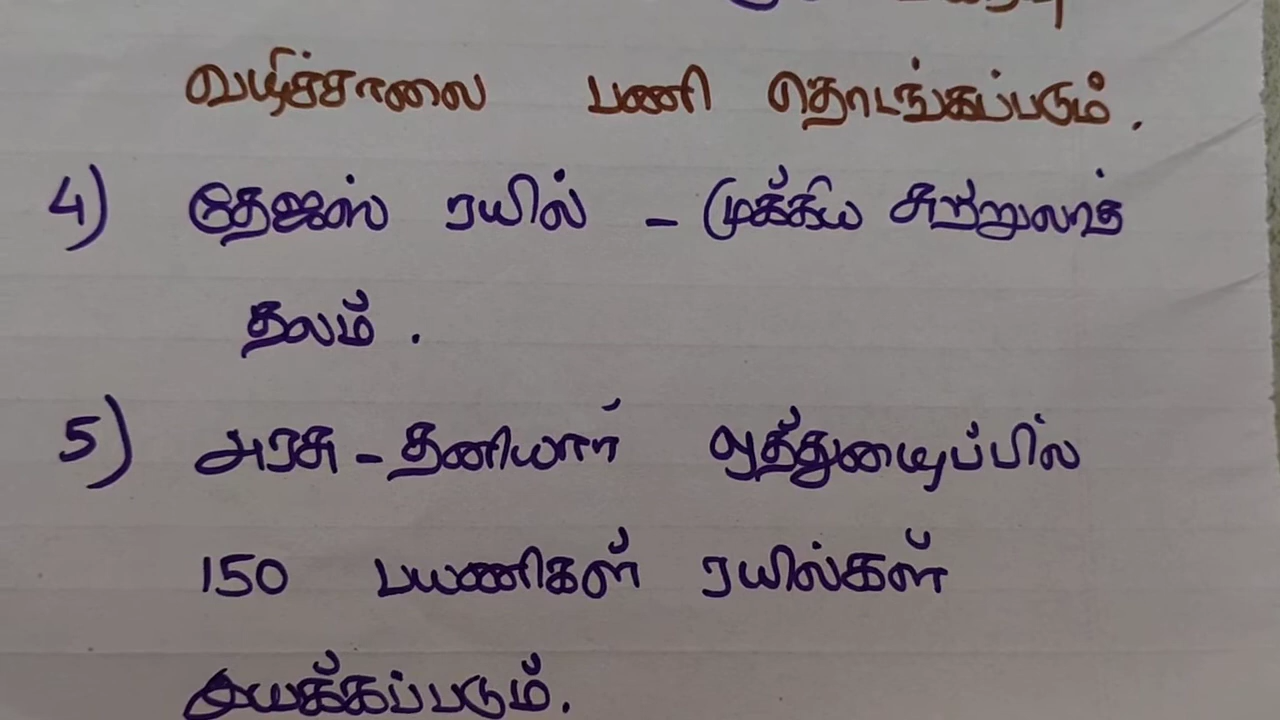 வழிச்சாலை பணி தொடங்கப்படும்.
4) தேஜஸ் ரயில் - முக்கிய சுற்றுலாத்
தலம்.
5) அரசு - தனியார் ஒத்துழைப்பில்
150 பயணிகள் ரயில்கள்
இயக்கப்படும்.